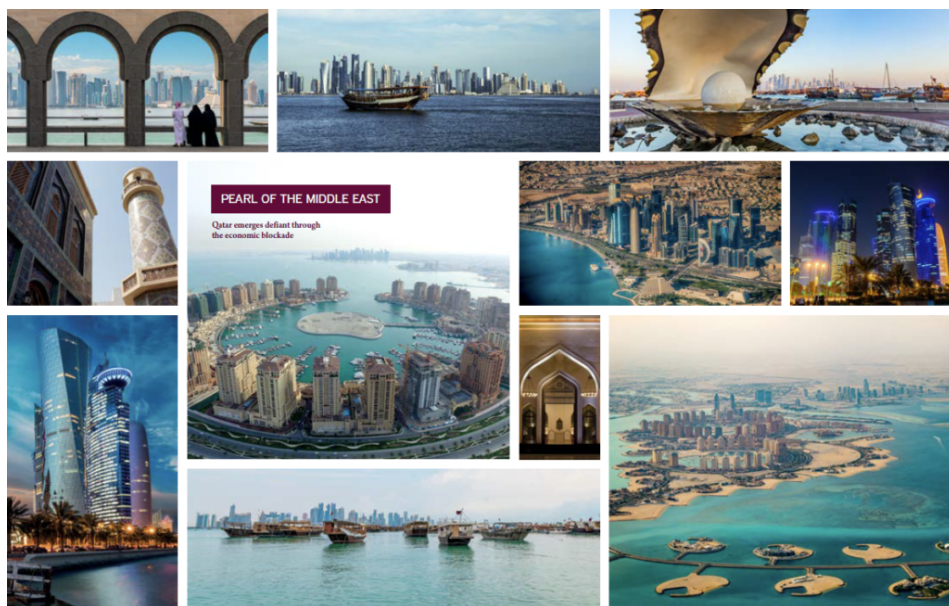 PEARL OF THE MIDDLE EAST
Qatar emerges defiant through
the economic blockade